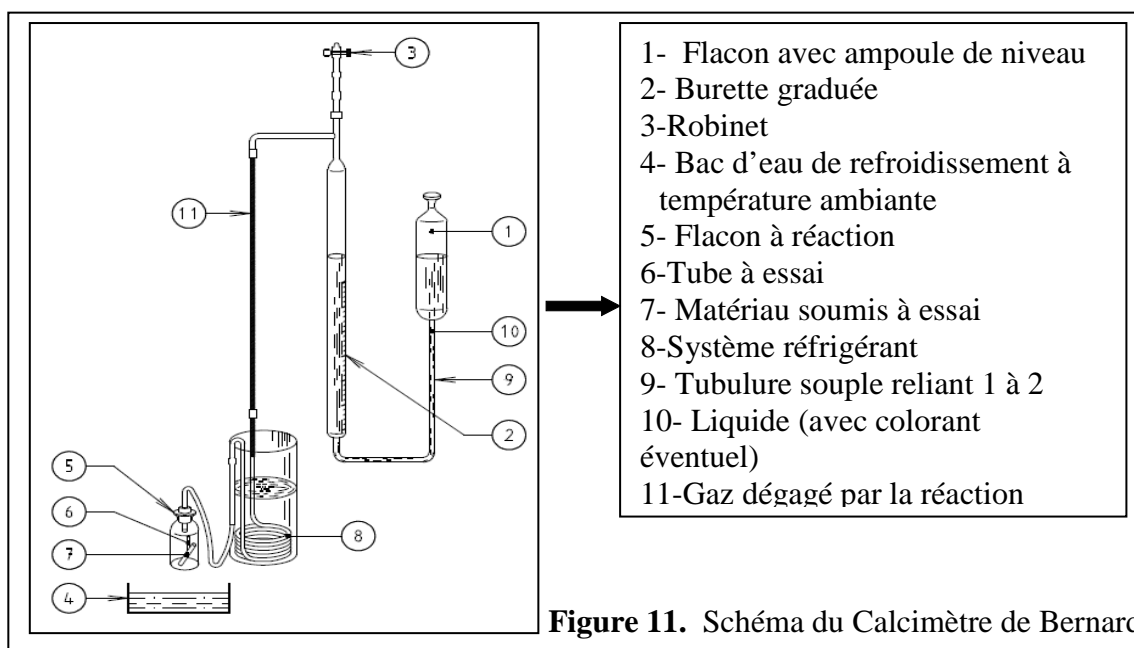 3
11
1
10
9
2
5
6
7
8
4
1- Flacon avec ampoule de niveau
2- Burette graduée
3-Robinet
4- Bac d’eau de refroidissement à
température ambiante
5- Flacon à réaction
6-Tube à essai
7- Matériau soumis à essai
8-Système réfrigérant
9- Tubulure souple reliant 1 à 2
10- Liquide (avec colorant
éventuel)
11-Gaz dégagé par la réaction
Figure 11. Schéma du Calcimètre de Bernard